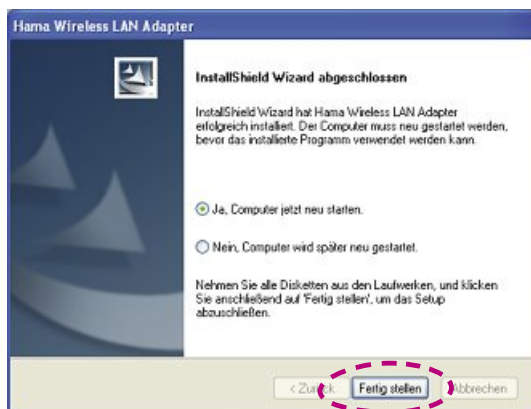 Hama Wireless LAN Adapter
InstallShield Wizard abgeschlossen
InstallShield Wizard hat Hama Wireless LAN Adapter
erfolgreich installiert. Der Computer muss neu gestartet werden,
bevor das installierte Programm verwendet werden kann.
Ja, Computer jetzt neu starten.
Nein, Computer wird später neu gestartet.
Nehmen Sie alle Disketten aus den Laufwerken, und klicken
Sie anschließend auf 'Fertig stellen', um das Setup
abzuschließen.
< Zurück Fertig stellen Abbrechen